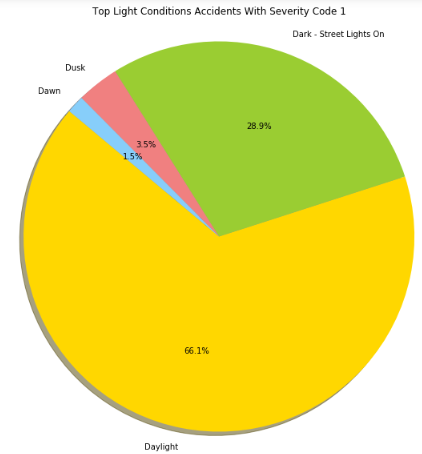 Top Light Conditions Accidents With Severity Code 1
Dark - Street Lights On
Dusk
Dawn
28.9%
3.5%
1.5%
66.1%
Daylight